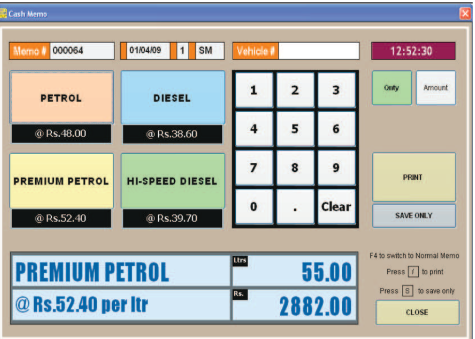 Cash Memo
Memo # 000064
01/04/09 1 SM
Vehicle #
12:52:30
PETROL
@ Rs.48.00
DIESEL
@ Rs.38.60
PREMIUM PETROL
@ Rs.52.40
HI-SPEED DIESEL
@ Rs.39.70
1 2 3
4 5 6
7 8 9
0 . Clear
Amount
PRINT
SAVE ONLY
F4 to switch to Normal Memo
Press / to print
Press S to save only
CLOSE
PREMIUM PETROL Ltrs 55.00
@ Rs.52.40 per ltr Rs. 2882.00